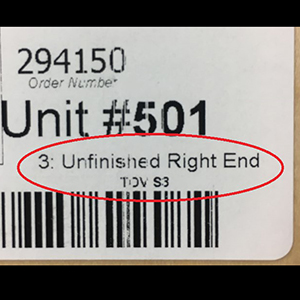 294150
Order Number
Unit #501
3: Unfinished Right End
TOV S3